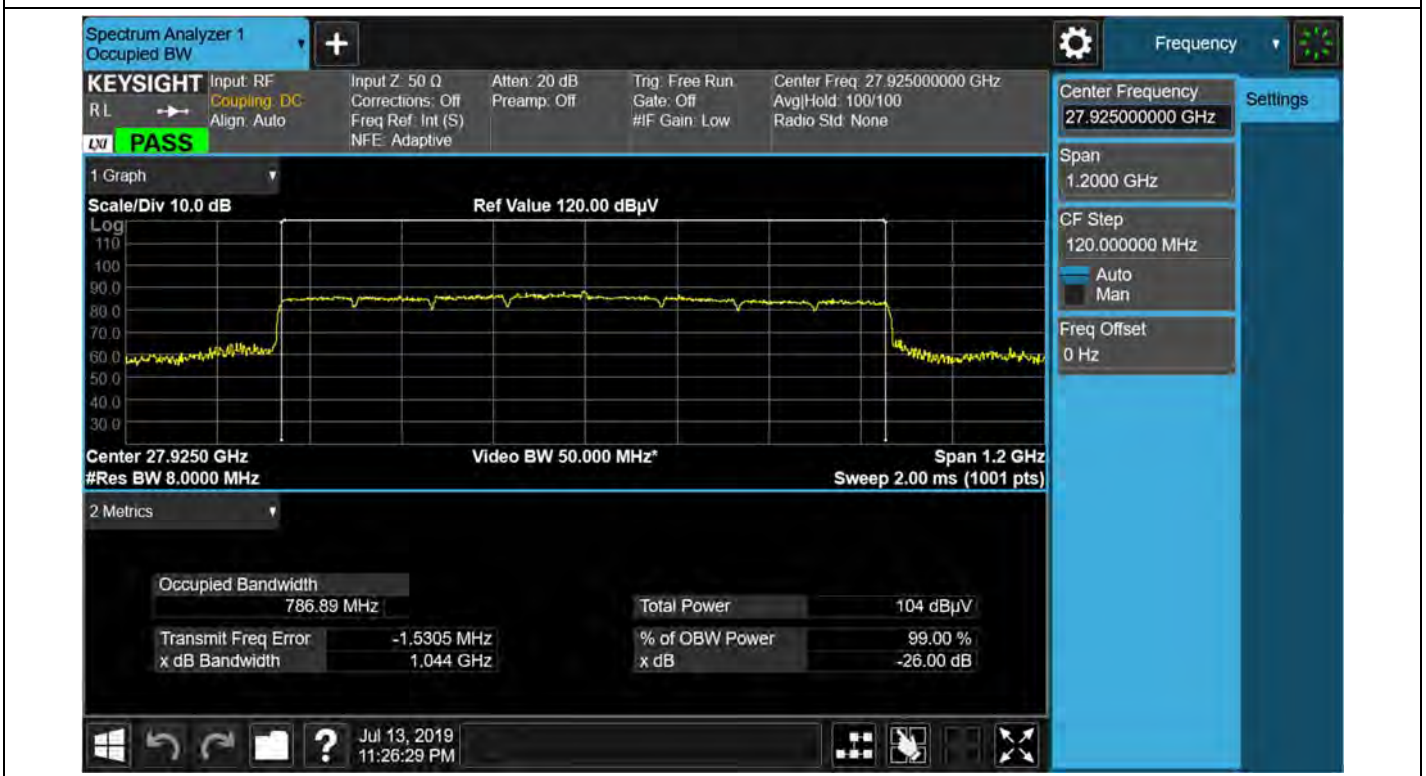 Spectrum Analyzer 1
Occupied BW
+
Frequency
KEYSIGHT
RL
LXI
PASS
Input: RF
Coupling: DC
Align: Auto
Input Z: 50 Ω
Corrections: Off
Freq Ref: Int (S)
NFE: Adaptive
Atten: 20 dB
Preamp: Off
Trig: Free Run
Gate: Off
#IF Gain: Low
Center Freq: 27.925000000 GHz
Avg|Hold: 100/100
Radio Std: None
Center Frequency
27.925000000 GHz
Settings
Span
1.2000 GHz
CF Step
120.000000 MHz
Auto
Man
Freq Offset
0 Hz
1 Graph
Scale/Div 10.0 dB
Ref Value 120.00 dBµV
Log
110
100
90.0
80.0
70.0
60.0
50.0
40.0
30.0
Center 27.9250 GHz
Video BW 50.000 MHz*
Span 1.2 GHz
#Res BW 8.0000 MHz
Sweep 2.00 ms (1001 pts)
2 Metrics
Occupied Bandwidth
786.89 MHz
Total Power 104 dBµV
Transmit Freq Error -1.5305 MHz
% of OBW Power 99.00 %
x dB Bandwidth 1.044 GHz
x dB -26.00 dB
?
Jul 13, 2019
11:26:29 PM